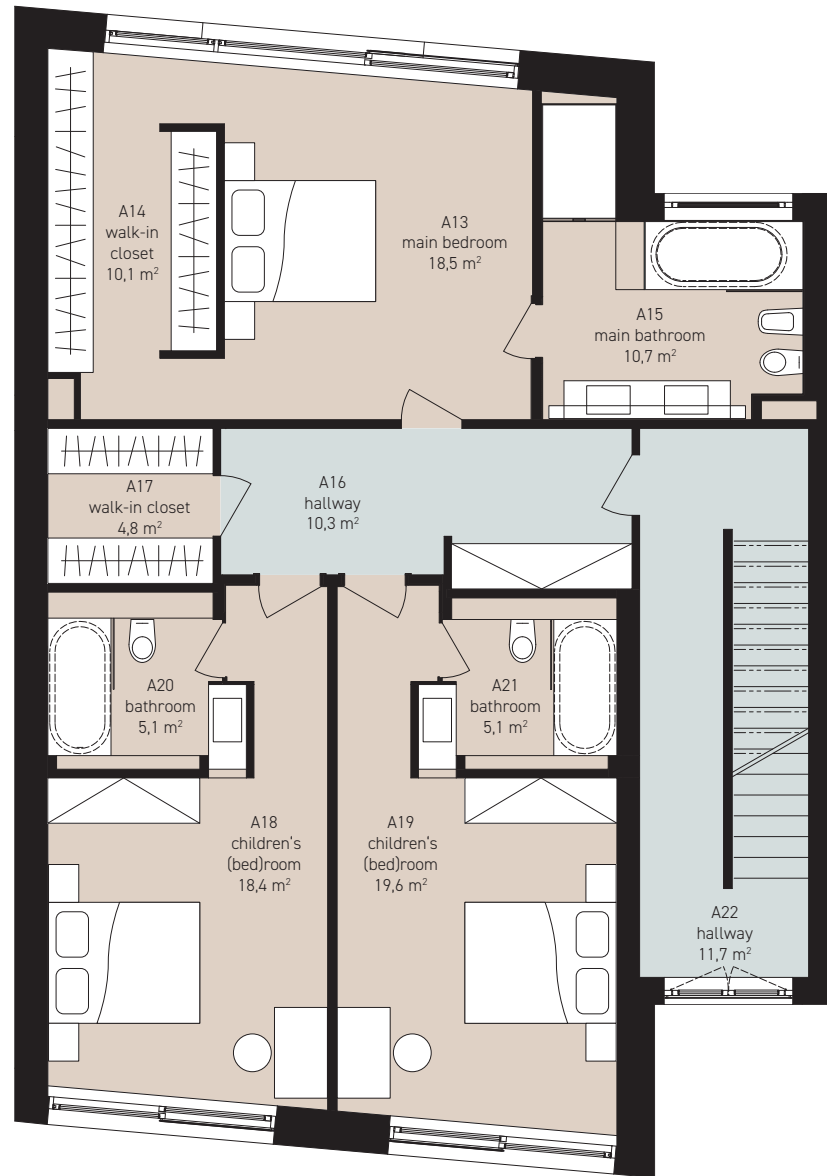 A14
walk-in
closet
10,1 m²
A13
main bedroom
18,5 m²
A15
main bathroom
10,7 m²
A17
walk-in closet
4,8 m²
A16
hallway
10,3 m²
A20
bathroom
5,1 m²
A21
bathroom
5,1 m²
A18
children's
(bed)room
18,4 m²
A19
children's
(bed)room
19,6 m²
A22
hallway
11,7 m²